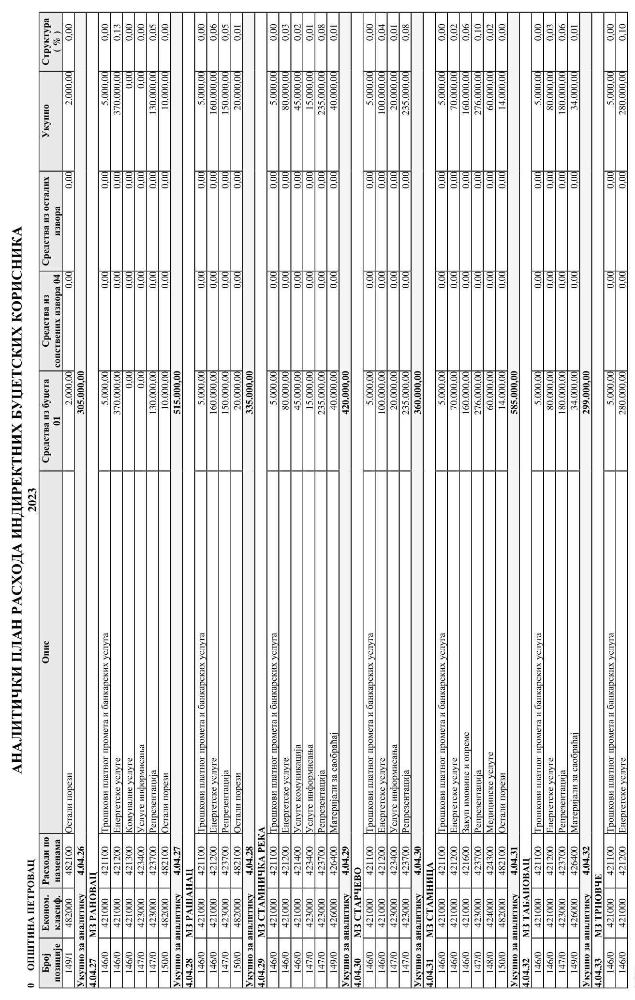 АНАЛИТИЧКИ ПЛАН РАСХОДА ИНДИРЕКТНИХ БУЏЕТСКИХ КОРИСНИКА
2023
0 ОПШТИНА ПЕТРОВАЦ
Број позиције Економ. класиф. Расходи по наменама Опис Средства из буџета 01 Средства из сопствених извора 04 Средства из осталих извора Укупно Структура ( % )
149/1 482000 482100 Остали порези 2.000,00 0,00 0,00 2.000,00 0,00
Укупно за аналитику 4.04.26 305.000,00
4.04.27 МЗ РАНОВАЦ
146/0 421000 421100 Трошкови платног промета и банкарских услуга 5.000,00 0,00 0,00 5.000,00 0,00
146/0 421000 421200 Енергетске услуге 370.000,00 0,00 0,00 370.000,00 0,13
146/0 421000 421300 Комуналне услуге 0,00 0,00 0,00 0,00 0,00
147/0 423000 423400 Услуге информисања 0,00 0,00 0,00 0,00 0,00
147/0 423000 423700 Репрезентација 130.000,00 0,00 0,00 130.000,00 0,05
150/0 482000 482100 Остали порези 10.000,00 0,00 0,00 10.000,00 0,00
Укупно за аналитику 4.04.27 515.000,00
4.04.28 МЗ РАШАНАЦ
146/0 421000 421100 Трошкови платног промета и банкарских услуга 5.000,00 0,00 0,00 5.000,00 0,00
146/0 421000 421200 Енергетске услуге 160.000,00 0,00 0,00 160.000,00 0,06
147/0 423000 423700 Репрезентација 150.000,00 0,00 0,00 150.000,00 0,05
150/0 482000 482100 Остали порези 20.000,00 0,00 0,00 20.000,00 0,01
Укупно за аналитику 4.04.28 335.000,00
4.04.29 МЗ СТАМНИЧКА РЕКА
146/0 421000 421100 Трошкови платног промета и банкарских услуга 5.000,00 0,00 0,00 5.000,00 0,00
146/0 421000 421200 Енергетске услуге 80.000,00 0,00 0,00 80.000,00 0,03
146/0 421000 421400 Услуге комуникација 45.000,00 0,00 0,00 45.000,00 0,02
147/0 423000 423400 Услуге информисања 15.000,00 0,00 0,00 15.000,00 0,01
147/0 423000 423700 Репрезентација 235.000,00 0,00 0,00 235.000,00 0,08
149/0 426000 426400 Материјали за саобраћај 40.000,00 0,00 0,00 40.000,00 0,01
Укупно за аналитику 4.04.29 420.000,00
4.04.30 МЗ СТАРЧЕВО
146/0 421000 421100 Трошкови платног промета и банкарских услуга 5.000,00 0,00 0,00 5.000,00 0,00
146/0 421000 421200 Енергетске услуге 100.000,00 0,00 0,00 100.000,00 0,04
147/0 423000 423400 Услуге информисања 20.000,00 0,00 0,00 20.000,00 0,01
147/0 423000 423700 Репрезентација 235.000,00 0,00 0,00 235.000,00 0,08
Укупно за аналитику 4.04.30 360.000,00
4.04.31 МЗ СТАМНИЦА
146/0 421000 421100 Трошкови платног промета и банкарских услуга 5.000,00 0,00 0,00 5.000,00 0,00
146/0 421000 421200 Енергетске услуге 70.000,00 0,00 0,00 70.000,00 0,02
146/0 421000 421600 Закуп имовине и опреме 160.000,00 0,00 0,00 160.000,00 0,06
147/0 423000 423700 Репрезентација 276.000,00 0,00 0,00 276.000,00 0,10
148/0 424000 424300 Медицинске услуге 60.000,00 0,00 0,00 60.000,00 0,02
150/0 482000 482100 Остали порези 14.000,00 0,00 0,00 14.000,00 0,00
Укупно за аналитику 4.04.31 585.000,00
4.04.32 МЗ ТАБАНОВАЦ
146/0 421000 421100 Трошкови платног промета и банкарских услуга 5.000,00 0,00 0,00 5.000,00 0,00
146/0 421000 421200 Енергетске услуге 80.000,00 0,00 0,00 80.000,00 0,03
147/0 423000 423700 Репрезентација 180.000,00 0,00 0,00 180.000,00 0,06
149/0 426000 426400 Материјали за саобраћај 34.000,00 0,00 0,00 34.000,00 0,01
Укупно за аналитику 4.04.32 299.000,00
4.04.33 МЗ ТРНОВЧЕ
146/0 421000 421100 Трошкови платног промета и банкарских услуга 5.000,00 0,00 0,00 5.000,00 0,00
146/0 421000 421200 Енергетске услуге 280.000,00 0,00 0,00 280.000,00 0,10